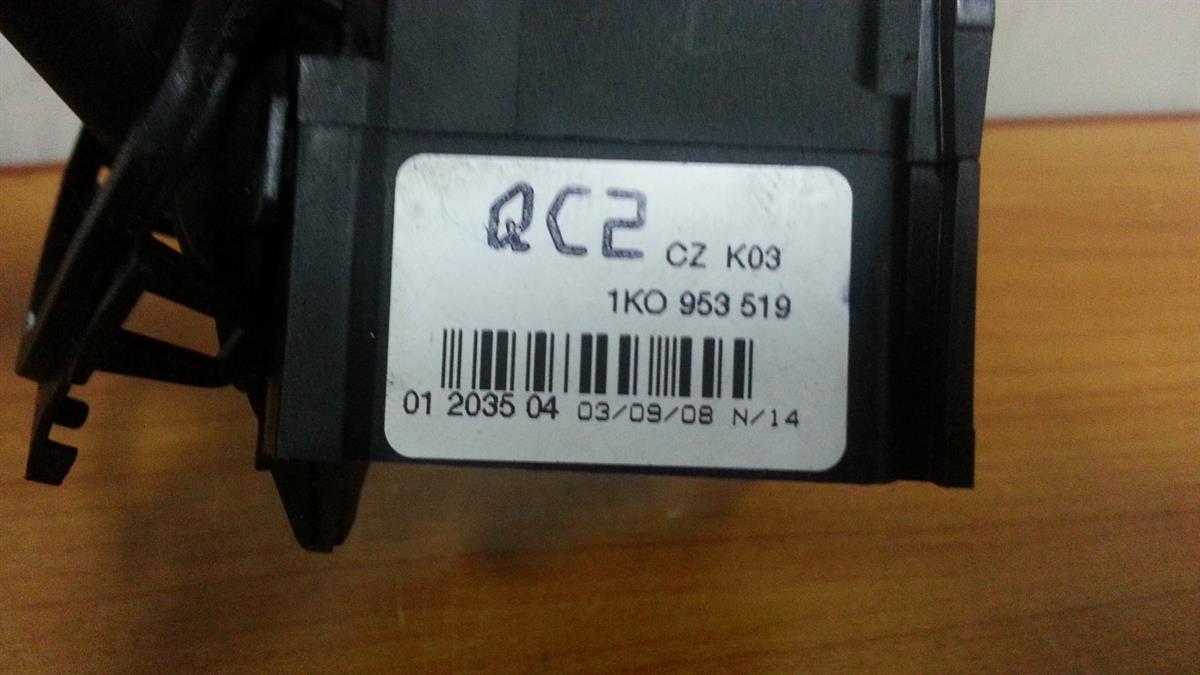 QC2 CZ K03
1KO 953 519
01 2035 04 03/09/08 N/14